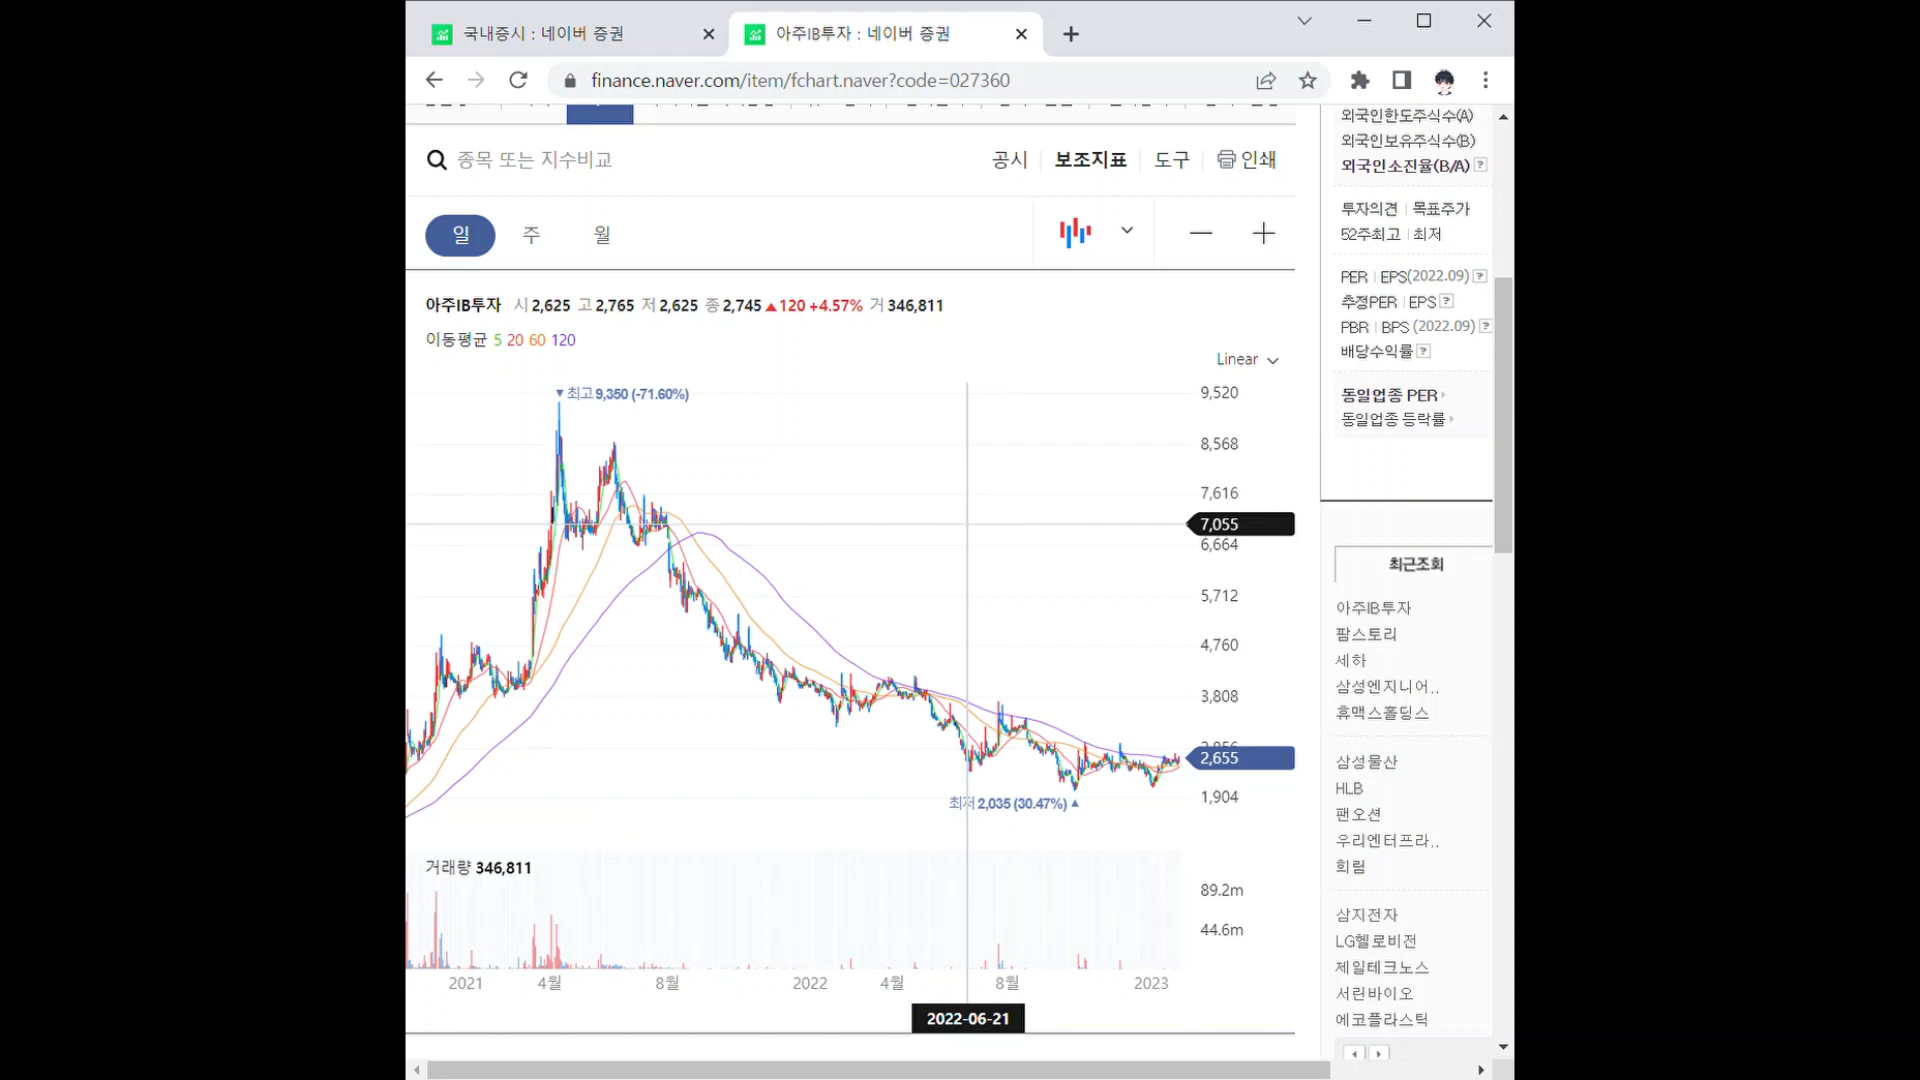 국내증시 : 네이버 증권
아주IB투자 : 네이버 증권
finance.naver.com/item/fchart.naver?code=027360
종목 또는 지수비교
공시 보조지표 도구 인쇄
일 주 월
아주IB투자 시 2,625 고 2,765 저 2,625 종 2,745 ▲120 +4.57% 거 346,811
이동평균 5 20 60 120
Linear
▼최고 9,350 (-71.60%)
9,520
8,568
7,616
7,055
6,664
5,712
4,760
3,808
2,655
1,904
최저 2,035 (30.47%) ▲
거래량 346,811
89.2m
44.6m
2021 4월 8월 2022 4월 8월 2023
2022-06-21
외국인한도주식수(A)
외국인보유주식수(B)
외국인소진율(B/A) ?
투자의견 | 목표주가
52주최고 | 최저
PER | EPS(2022.09) ?
추정PER | EPS ?
PBR | BPS (2022.09) ?
배당수익률 ?
동일업종 PER
동일업종 등락률
최근조회
아주IB투자
팜스토리
세하
삼성엔지니어..
휴맥스홀딩스
삼성물산
HLB
팬오션
우리엔터프라..
희림
삼지전자
LG헬로비전
제일테크노스
서린바이오
에코플라스틱